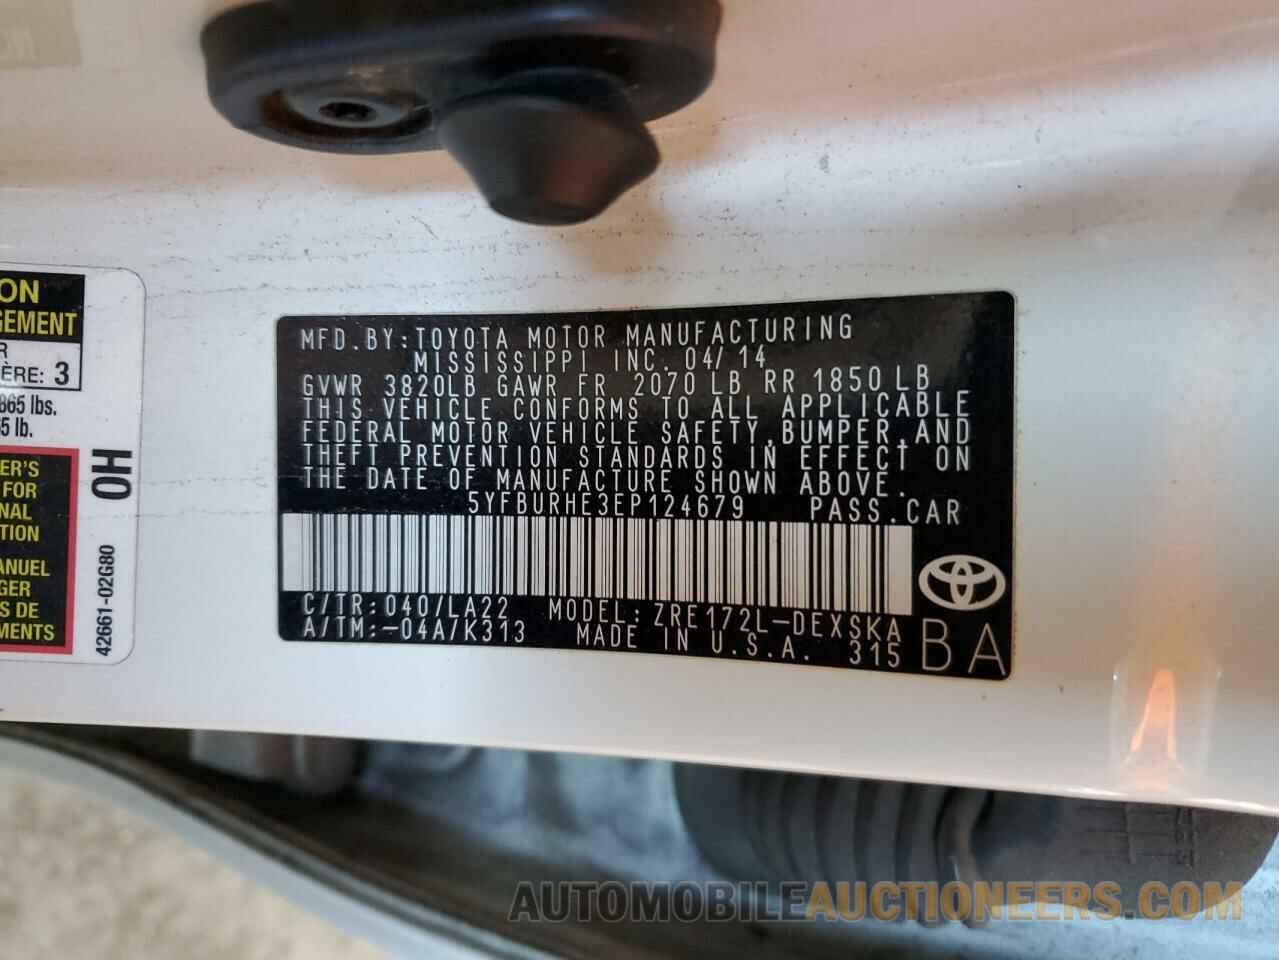 ON
GEMENT
R
ÈRE: 3
865 lbs.
5 lb.
ER'S
FOR
NAL
TION
ANUEL
GER
S DE
MENTS
OH
42661-02G80
MFD.BY:TOYOTA MOTOR MANUFACTURING
MISSISSIPPI INC. 04/14
GVWR 3820LB GAWR FR 2070 LB RR 1850 LB
THIS VEHICLE CONFORMS TO ALL APPLICABLE
FEDERAL MOTOR VEHICLE SAFETY,BUMPER,AND
THEFT PREVENTION STANDARDS IN EFFECT ON
THE DATE OF MANUFACTURE SHOWN ABOVE.
5YFBURHE3EP124679 PASS.CAR
C/TR:040/LA22 MODEL:ZRE172L-DEXSKA
A/TM:-04A/K313 MADE IN U.S.A. 315
BA
AUTOMOBILEAUCTIONEERS.COM